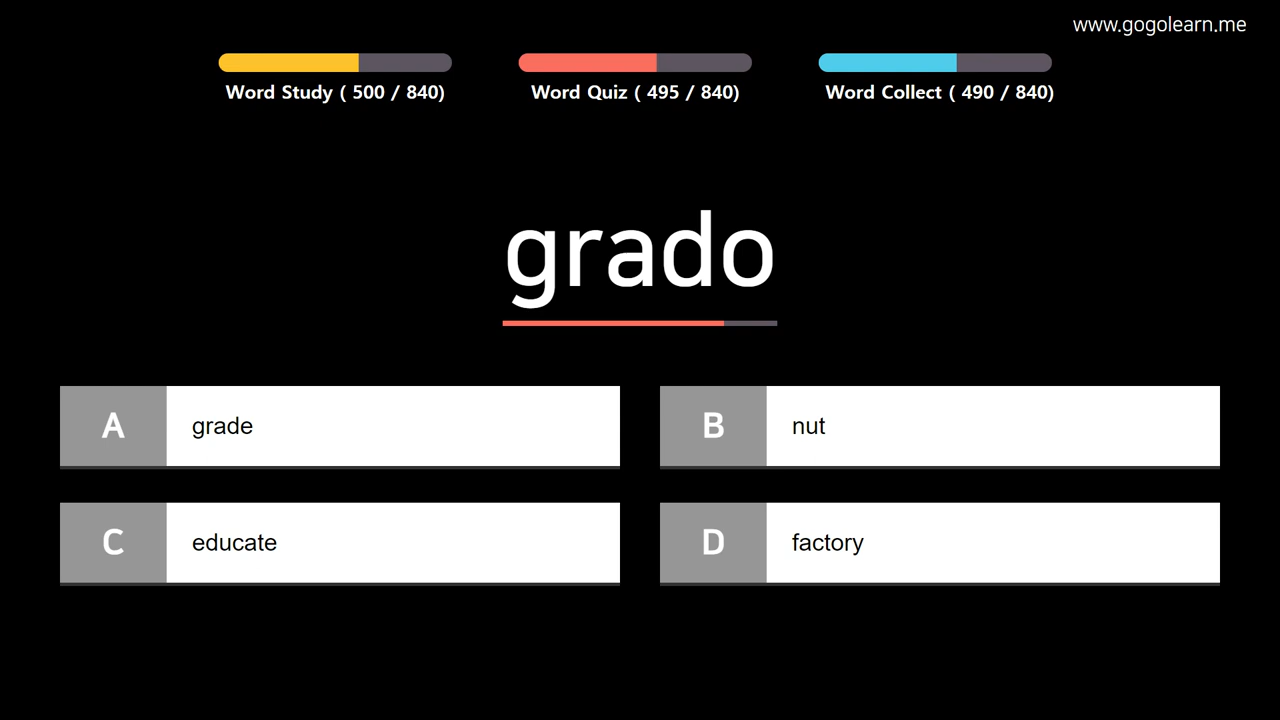 www.gogolearn.me
Word Study ( 500 / 840)
Word Quiz ( 495 / 840)
Word Collect ( 490 / 840)
grado
A grade
B nut
C educate
D factory